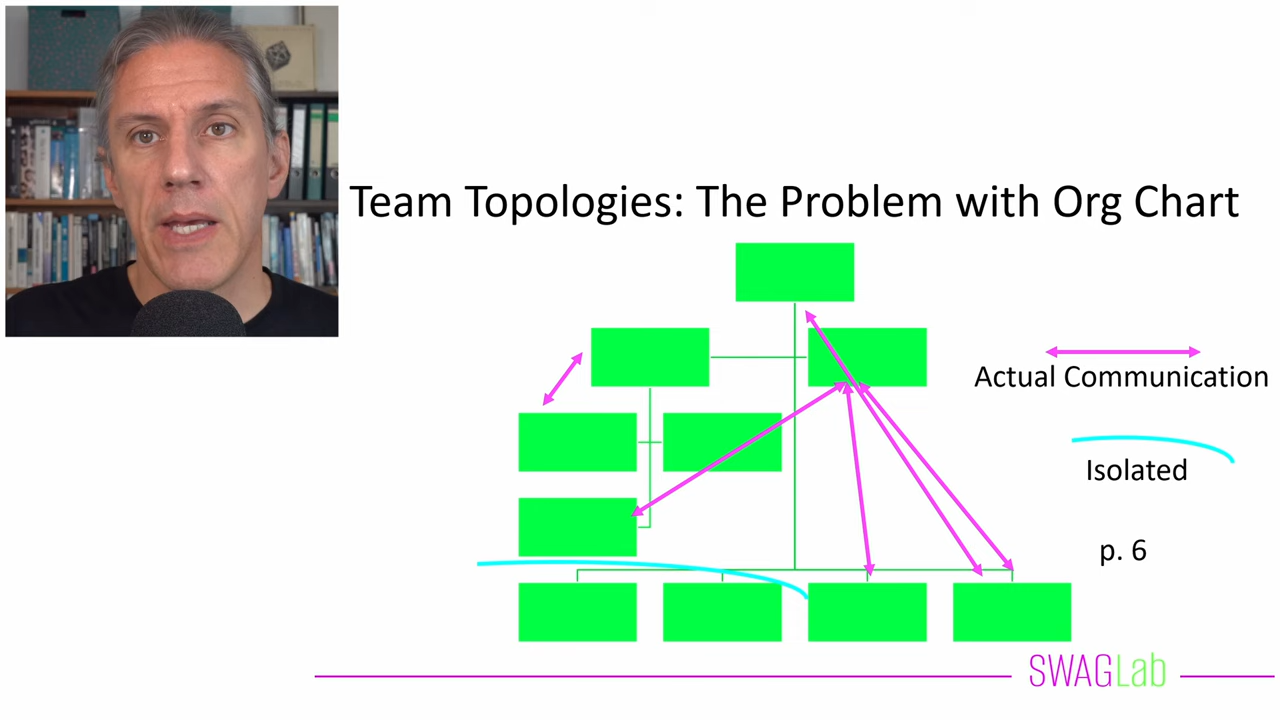 Team Topologies: The Problem with Org Chart
Actual Communication
Isolated
p. 6
SWAGLab